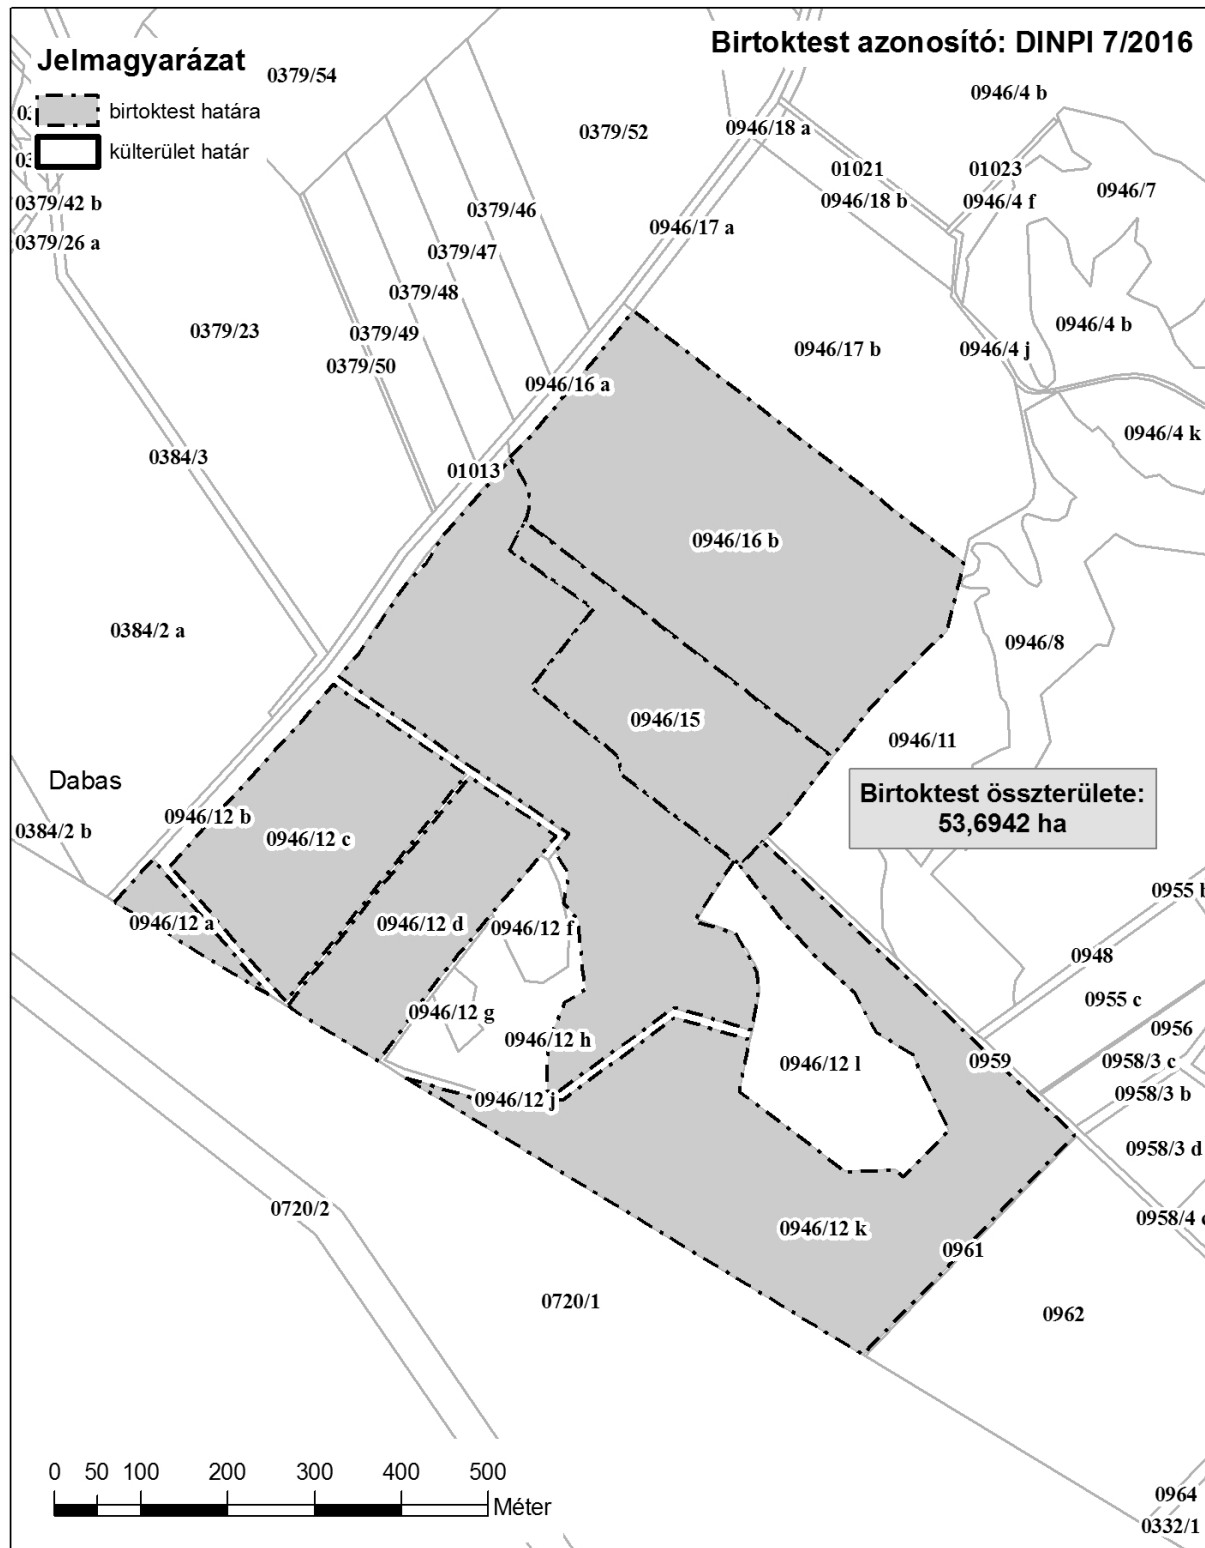 Birtoktest azonosító: DINPI 7/2016
Jelmagyarázat
birtoktest határa
külterület határ
0379/54
0946/4 b
0379/52
0946/18 a
01021
01023
0946/7
0379/42 b
0946/18 b
0946/4 f
0379/46
0379/26 a
0946/17 a
0379/47
0379/48
0379/23
0379/49
0946/4 b
0379/50
0946/17 b
0946/4 j
0946/16 a
0946/4 k
0384/3
01013
0946/16 b
0384/2 a
0946/8
0946/15
0946/11
Dabas
Birtoktest összterülete:
53,6942 ha
0946/12 b
0384/2 b
0946/12 c
0955 b
0946/12 a
0946/12 d
0946/12 f
0948
0955 c
0946/12 g
0956
0946/12 h
0959
0958/3 c
0946/12 l
0958/3 b
0946/12 j
0958/3 d
0720/2
0958/4
0946/12 k
0961
0720/1
0962
0 50 100 200 300 400 500
Méter
0964
0332/1